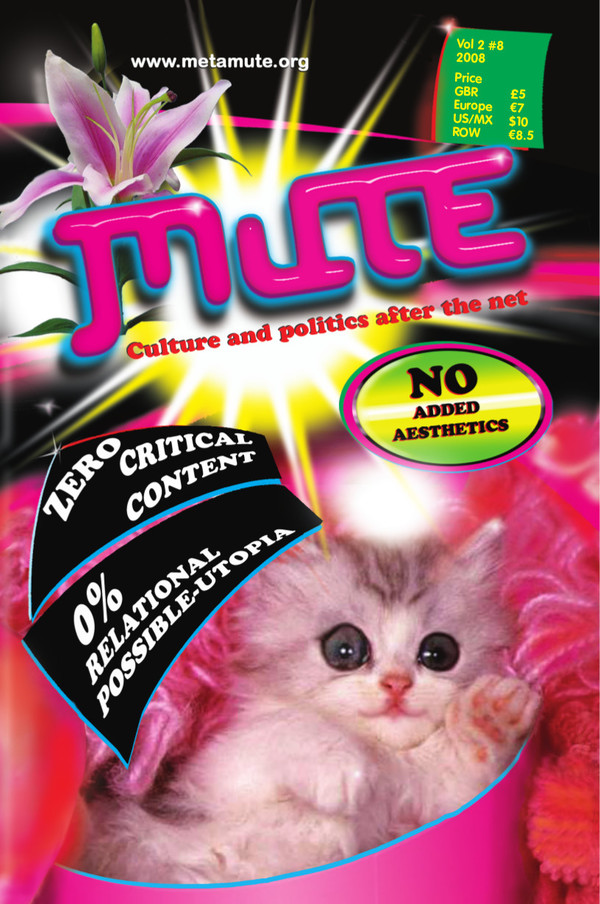 www.metamute.org
Vol 2 #8
2008
Price
GBR £5
Europe €7
US/MX $10
ROW €8.5
MUTE
Culture and politics after the net
NO
ADDED
AESTHETICS
ZERO CRITICAL
CONTENT
0%
RELATIONAL
POSSIBLE-UTOPIA